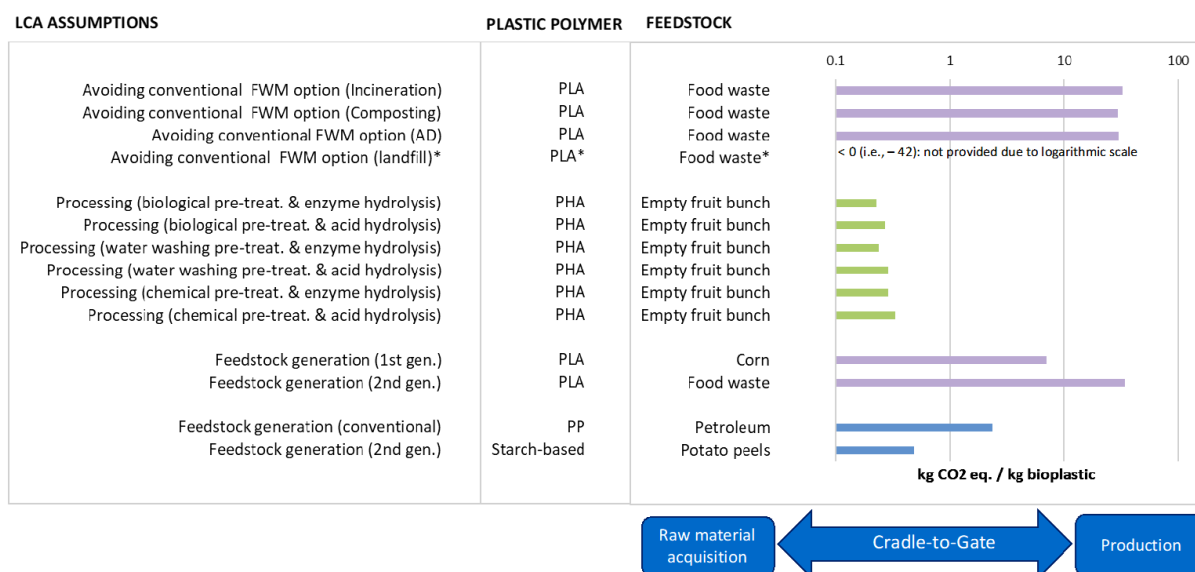 LCA ASSUMPTIONS PLASTIC POLYMER FEEDSTOCK
0.1 1 10 100
Avoiding conventional FWM option (Incineration) PLA Food waste
Avoiding conventional FWM option (Composting) PLA Food waste
Avoiding conventional FWM option (AD) PLA Food waste
Avoiding conventional FWM option (landfill)* PLA* Food waste* < 0 (i.e., – 42): not provided due to logarithmic scale
Processing (biological pre-treat. & enzyme hydrolysis) PHA Empty fruit bunch
Processing (biological pre-treat. & acid hydrolysis) PHA Empty fruit bunch
Processing (water washing pre-treat. & enzyme hydrolysis) PHA Empty fruit bunch
Processing (water washing pre-treat. & acid hydrolysis) PHA Empty fruit bunch
Processing (chemical pre-treat. & enzyme hydrolysis) PHA Empty fruit bunch
Processing (chemical pre-treat. & acid hydrolysis) PHA Empty fruit bunch
Feedstock generation (1st gen.) PLA Corn
Feedstock generation (2nd gen.) PLA Food waste
Feedstock generation (conventional) PP Petroleum
Feedstock generation (2nd gen.) Starch-based Potato peels
kg CO2 eq. / kg bioplastic
Raw material
acquisition
Cradle-to-Gate
Production